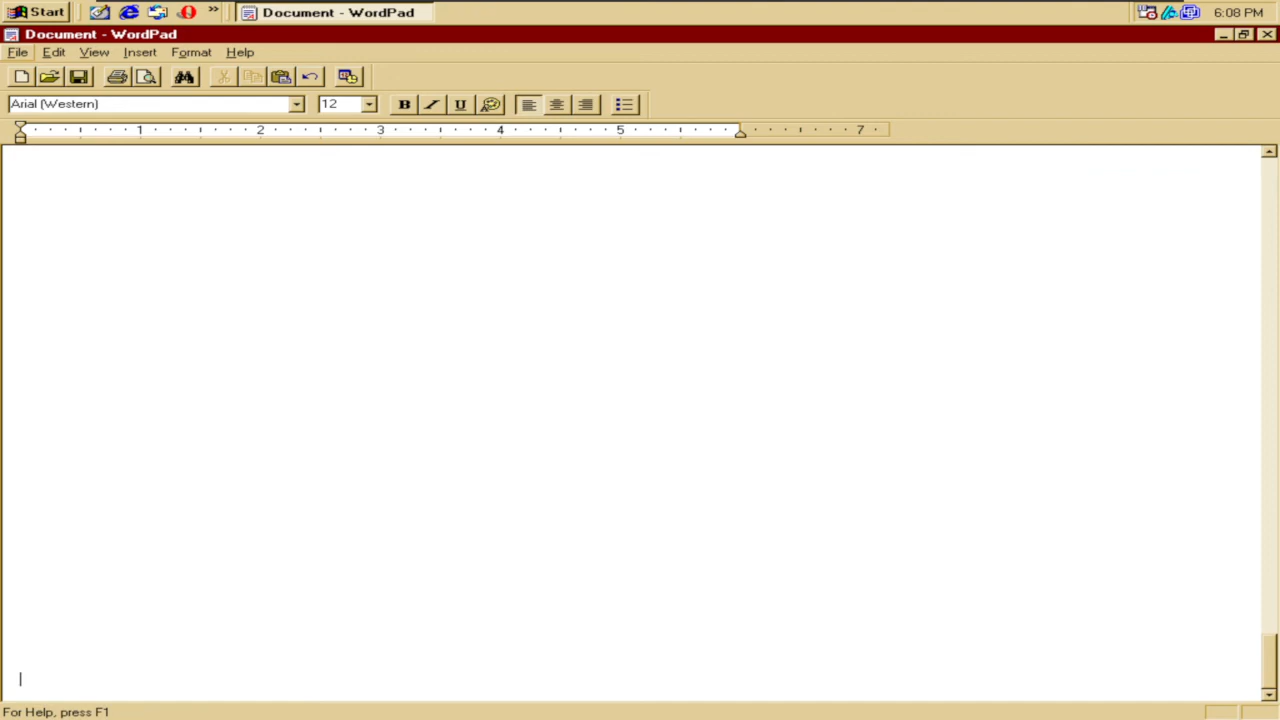 Start
»
Document - WordPad
6:08 PM
Document - WordPad
File Edit View Insert Format Help
Arial (Western)
12
B
U
1 2 3 4 5 7
For Help, press F1